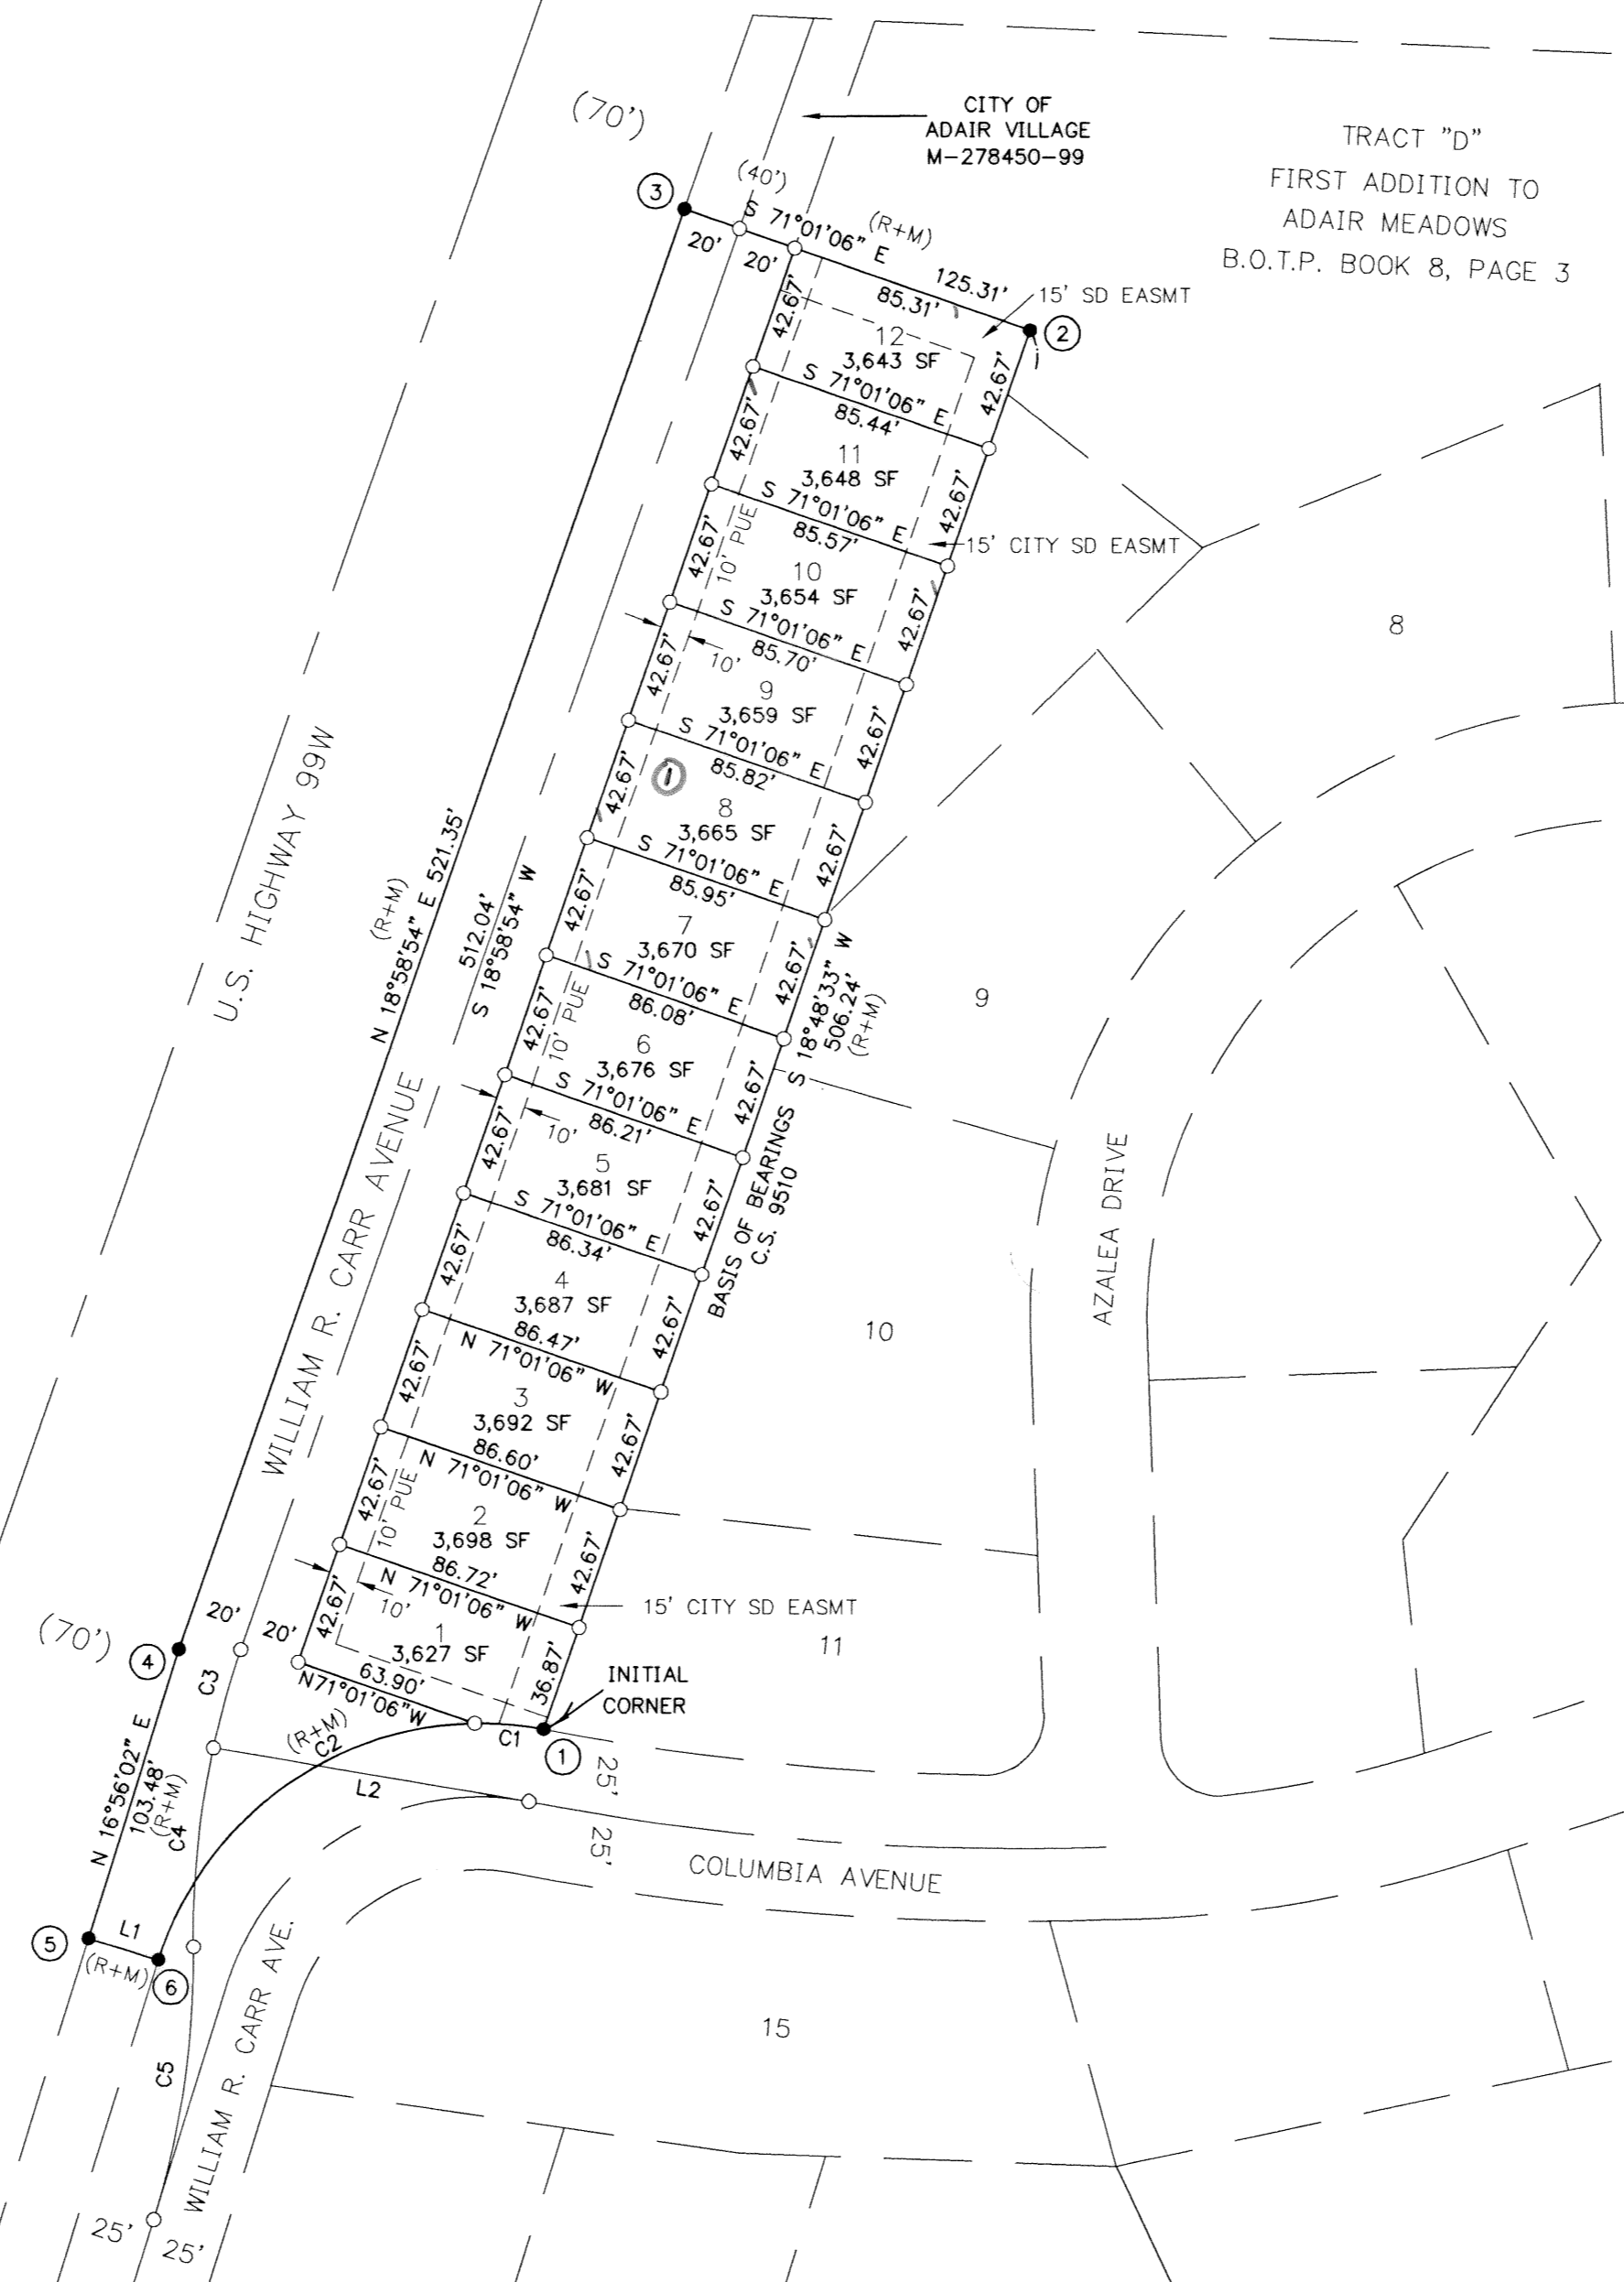 (70')
CITY OF
ADAIR VILLAGE
M-278450-99
TRACT "D"
FIRST ADDITION TO
ADAIR MEADOWS
B.O.T.P. BOOK 8, PAGE 3
(40')
3
S 71°01'06" E
(R+M)
125.31'
20'
20'
85.31'
15' SD EASMT
2
42.67'
12
3,643 SF
42.67'
S 71°01'06" E
85.44'
42.67'
11
3,648 SF
42.67'
S 71°01'06" E
85.57'
15' CITY SD EASMT
42.67'
10' PUE
10
3,654 SF
42.67'
S 71°01'06" E
85.70'
10'
42.67'
9
3,659 SF
42.67'
S 71°01'06" E
85.82'
1
42.67'
8
3,665 SF
42.67'
S 71°01'06" E
85.95'
42.67'
7
3,670 SF
42.67'
S 71°01'06" E
86.08'
42.67'
10' PUE
6
3,676 SF
42.67'
S 71°01'06" E
86.21'
10'
42.67'
5
3,681 SF
42.67'
S 71°01'06" E
86.34'
42.67'
4
3,687 SF
42.67'
86.47'
N 71°01'06" W
42.67'
3
3,692 SF
42.67'
86.60'
N 71°01'06" W
42.67'
10' PUE
2
3,698 SF
42.67'
86.72'
N 71°01'06" W
10'
42.67'
1
3,627 SF
36.87'
63.90'
N71°01'06"W
15' CITY SD EASMT
INITIAL
CORNER
1
U.S. HIGHWAY 99W
(R+M)
N 18°58'54" E 521.35'
512.04'
S 18°58'54" W
WILLIAM R. CARR AVENUE
S 18°48'33" W
506.24'
(R+M)
BASIS OF BEARINGS
C.S. 9510
8
9
10
11
AZALEA DRIVE
(70')
20'
20'
4
C3
(R+M)
C2
C1
L2
25'
25'
N 16°56'02" E
103.48'
(R+M)
C4
COLUMBIA AVENUE
5
L1
(R+M)
6
C5
WILLIAM R. CARR AVE.
15
25'
25'